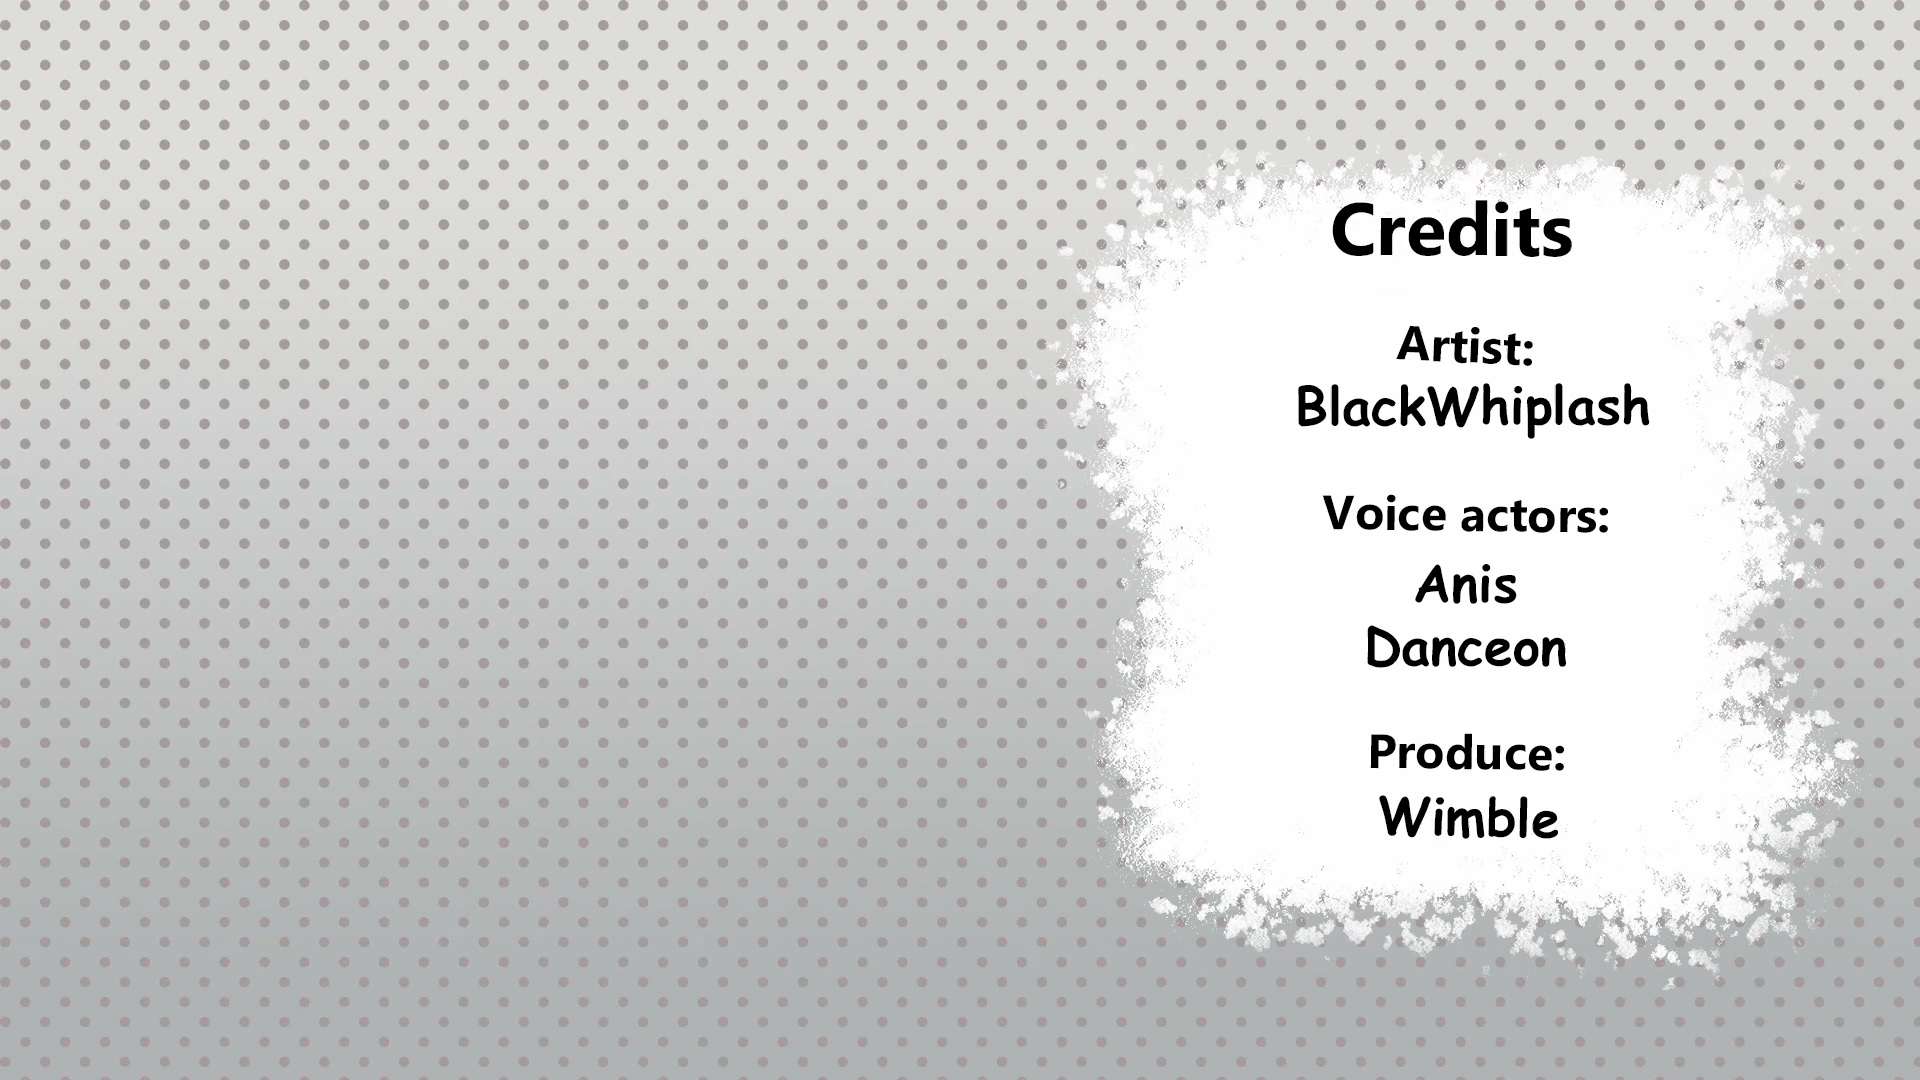 Credits
Artist:
BlackWhiplash
Voice actors:
Anis
Danceon
Produce:
Wimble